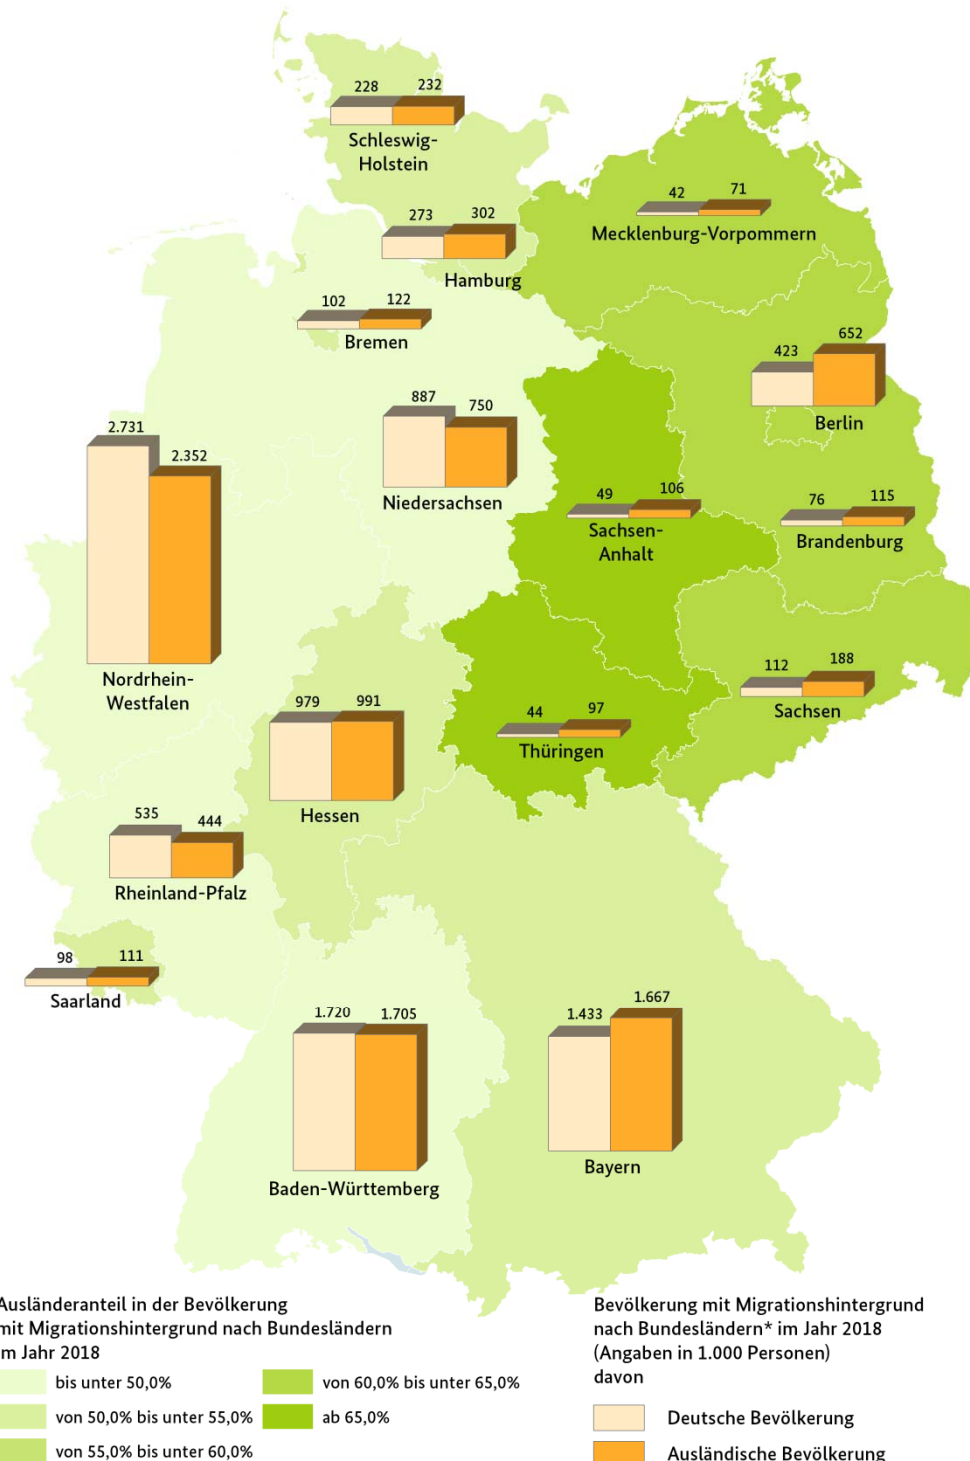 228 232
Schleswig-
Holstein
42 71
Mecklenburg-Vorpommern
273 302
Hamburg
102 122
Bremen
423 652
Berlin
887 750
Niedersachsen
2.731 2.352
Nordrhein-
Westfalen
49 106
Sachsen-
Anhalt
76 115
Brandenburg
112 188
Sachsen
979 991
Hessen
44 97
Thüringen
535 444
Rheinland-Pfalz
98 111
Saarland
1.720 1.705
Baden-Württemberg
1.433 1.667
Bayern
Ausländeranteil in der Bevölkerung
mit Migrationshintergrund nach Bundesländern
im Jahr 2018
bis unter 50,0%
von 50,0% bis unter 55,0%
von 55,0% bis unter 60,0%
von 60,0% bis unter 65,0%
ab 65,0%
Bevölkerung mit Migrationshintergrund
nach Bundesländern* im Jahr 2018
(Angaben in 1.000 Personen)
davon
Deutsche Bevölkerung
Ausländische Bevölkerung